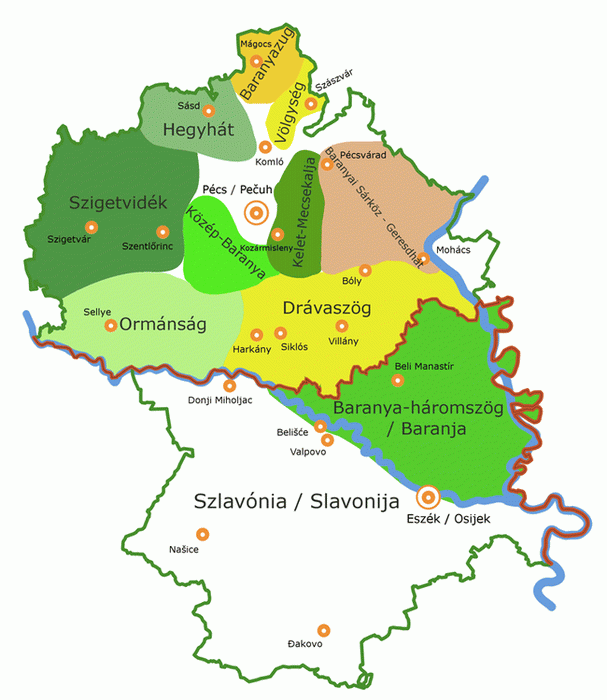 Mágocs
Baranyazug
Szászvár
Völgység
Sásd
Hegyhát
Komló
Pécsvárad
Baranyai Sárköz - Geresdhát
Kelet-Mecsekalja
Pécs / Pečuh
Szigetvidék
Közép-Baranya
Szigetvár
Szentlőrinc
Kozármisleny
Mohács
Bóly
Sellye
Ormánság
Drávaszög
Harkány
Siklós
Villány
Beli Manastír
Donji Miholjac
Baranya-háromszög
/ Baranja
Belišće
Valpovo
Szlavónia / Slavonija
Eszék / Osijek
Našice
Đakovo